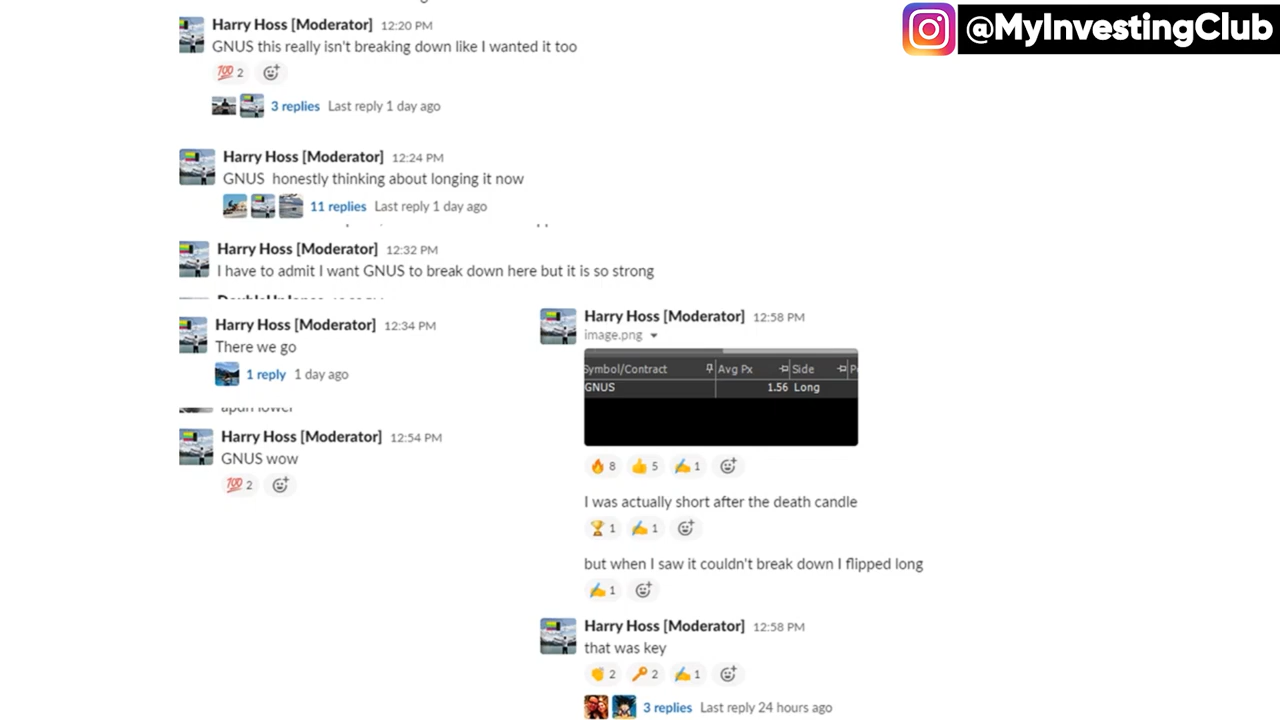 @MyInvestingClub
Harry Hoss [Moderator] 12:20 PM
GNUS this really isn't breaking down like I wanted it too
2
3 replies Last reply 1 day ago
Harry Hoss [Moderator] 12:24 PM
GNUS honestly thinking about longing it now
11 replies Last reply 1 day ago
Harry Hoss [Moderator] 12:32 PM
I have to admit I want GNUS to break down here but it is so strong
Harry Hoss [Moderator] 12:34 PM
There we go
1 reply 1 day ago
Harry Hoss [Moderator] 12:54 PM
GNUS wow
2
Harry Hoss [Moderator] 12:58 PM
image.png
Symbol/Contract Avg Px Side
GNUS 1.56 Long
8 5 1
I was actually short after the death candle
1 1
but when I saw it couldn't break down I flipped long
1
Harry Hoss [Moderator] 12:58 PM
that was key
2 2 1
3 replies Last reply 24 hours ago